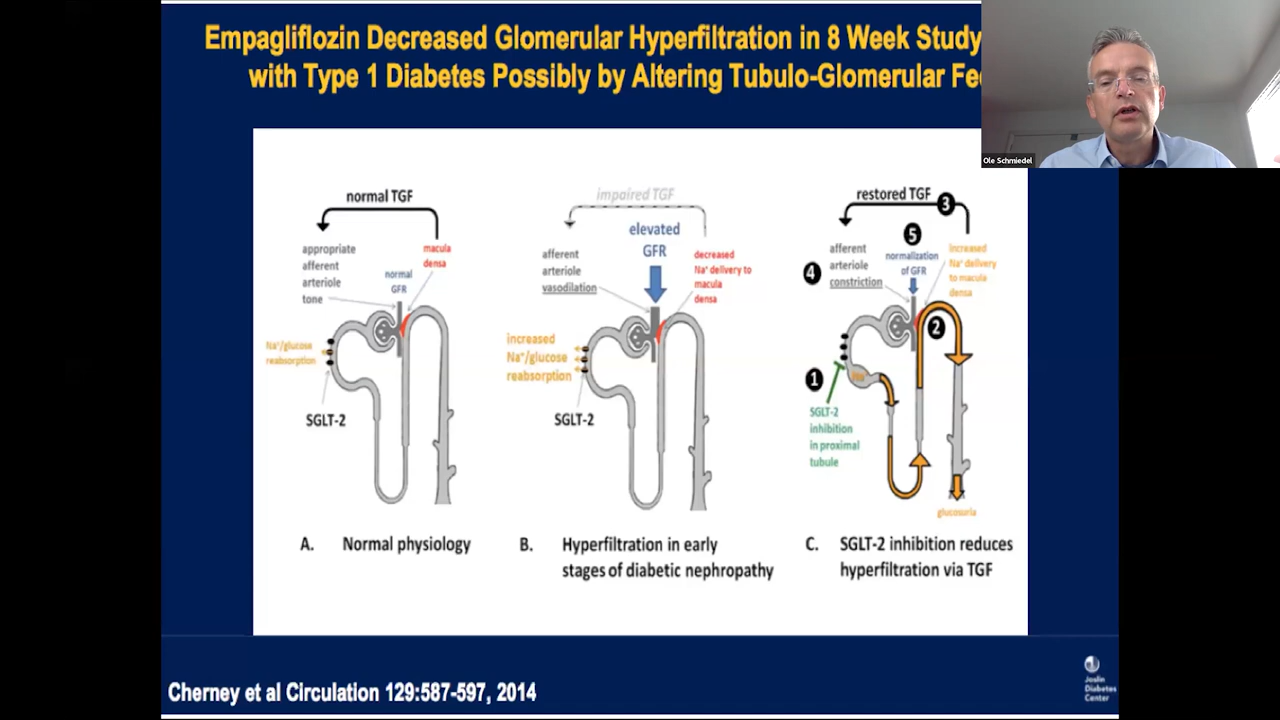 Empagliflozin Decreased Glomerular Hyperfiltration in 8 Week Study
with Type 1 Diabetes Possibly by Altering Tubulo-Glomerular Fe
Ole Schmiedel
normal TGF
appropriate
afferent
arteriole
tone
normal
GFR
macula
densa
Na⁺/glucose
reabsorption
SGLT-2
A. Normal physiology
impaired TGF
elevated
GFR
afferent
arteriole
vasodilation
decreased
Na⁺ delivery to
macula
densa
increased
Na⁺/glucose
reabsorption
SGLT-2
B. Hyperfiltration in early
stages of diabetic nephropathy
restored TGF
3
5
4
afferent
arteriole
constriction
normalization
of GFR
increased
Na⁺ delivery
to macula
densa
2
1
Na⁺
SGLT-2
inhibition
in proximal
tubule
glucosuria
C. SGLT-2 inhibition reduces
hyperfiltration via TGF
Cherney et al Circulation 129:587-597, 2014
Joslin
Diabetes
Center